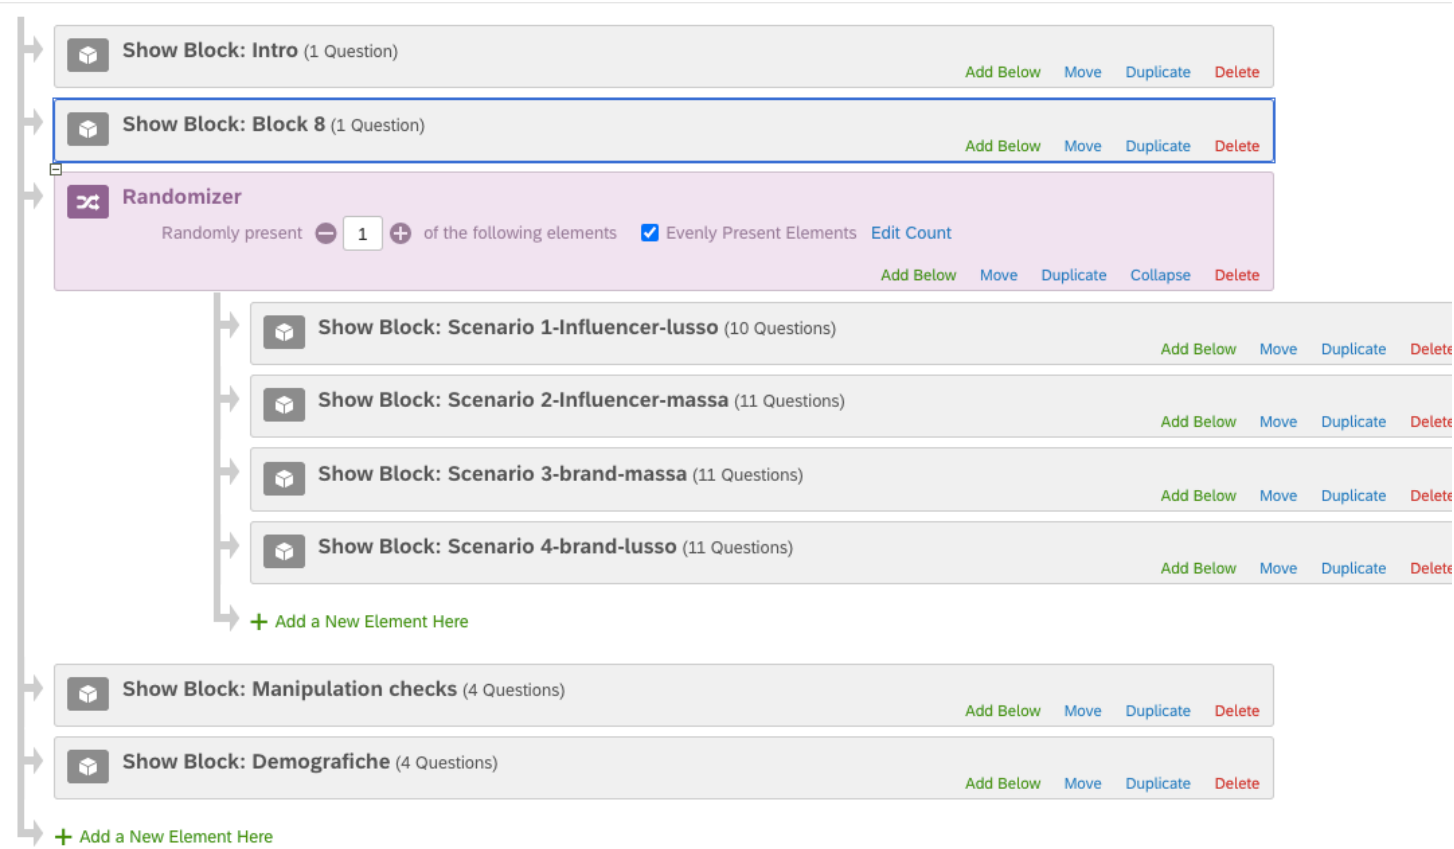 Show Block: Intro (1 Question)
Add Below Move Duplicate Delete
Show Block: Block 8 (1 Question)
Add Below Move Duplicate Delete
Randomizer
Randomly present 1 of the following elements Evenly Present Elements Edit Count
Add Below Move Duplicate Collapse Delete
Show Block: Scenario 1-Influencer-lusso (10 Questions)
Add Below Move Duplicate Delete
Show Block: Scenario 2-Influencer-massa (11 Questions)
Add Below Move Duplicate Delete
Show Block: Scenario 3-brand-massa (11 Questions)
Add Below Move Duplicate Delete
Show Block: Scenario 4-brand-lusso (11 Questions)
Add Below Move Duplicate Delete
+ Add a New Element Here
Show Block: Manipulation checks (4 Questions)
Add Below Move Duplicate Delete
Show Block: Demografiche (4 Questions)
Add Below Move Duplicate Delete
+ Add a New Element Here